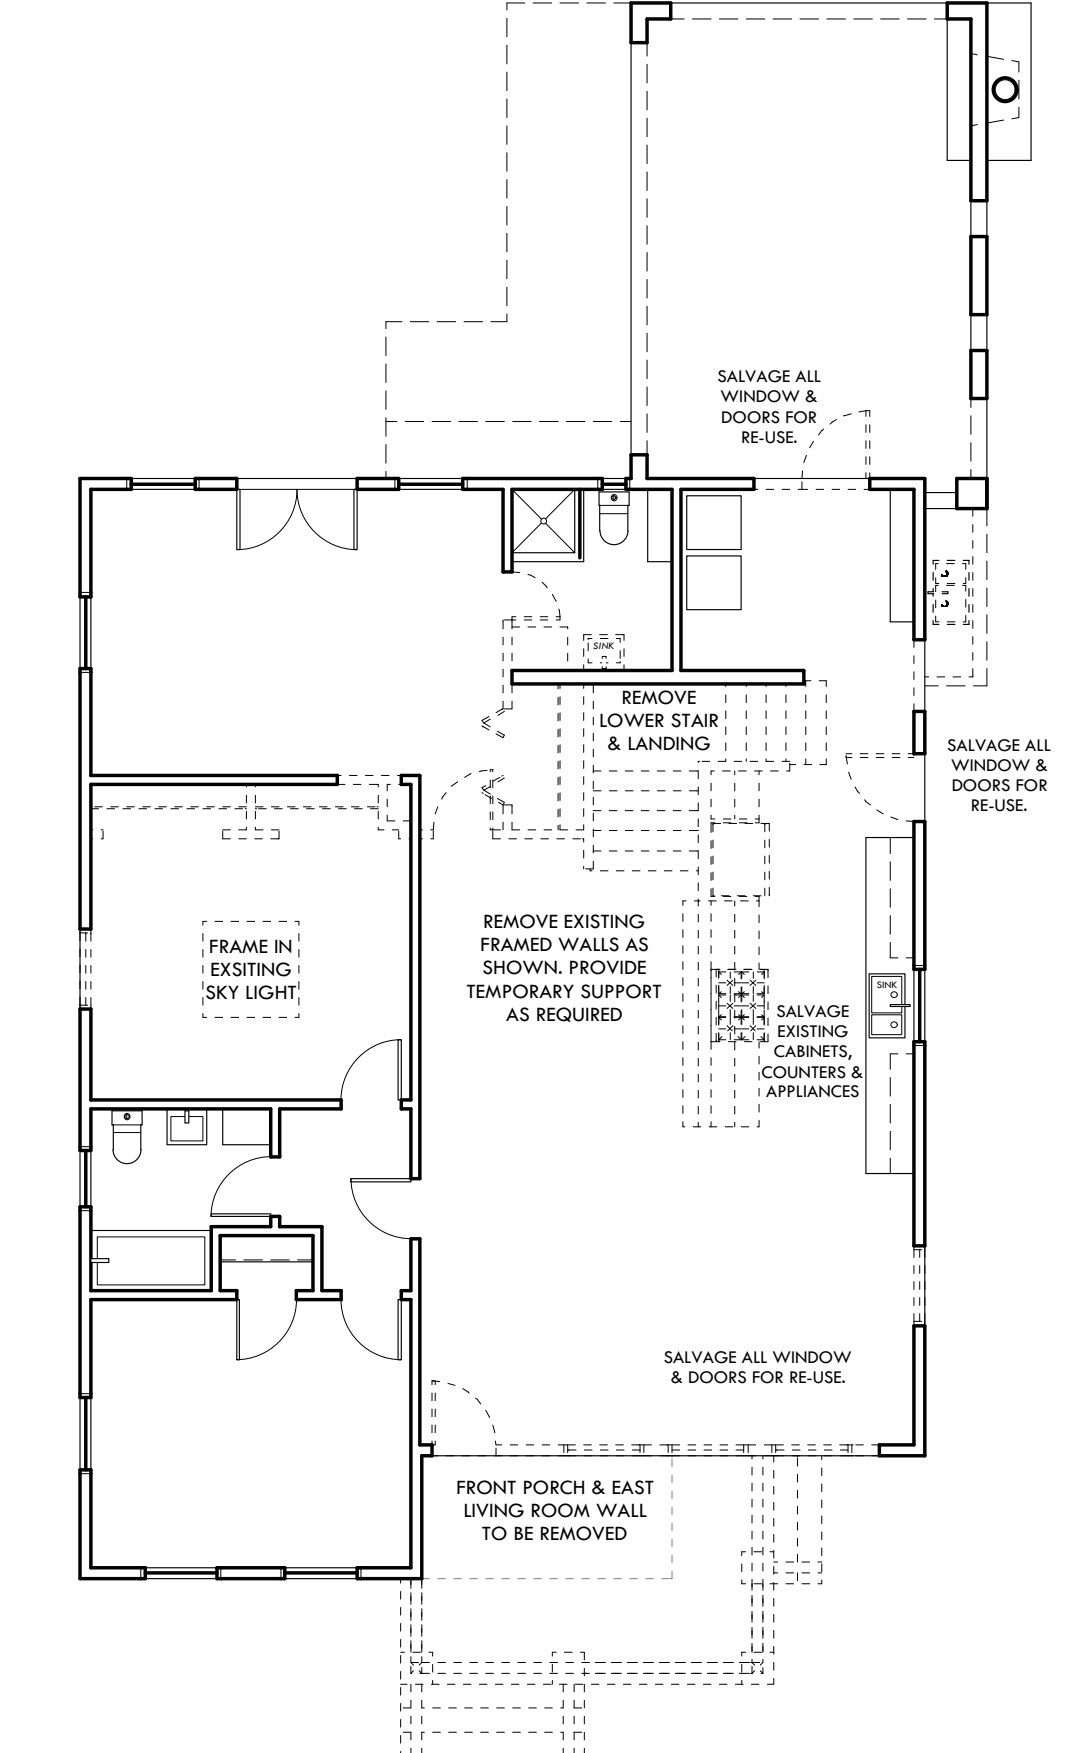 SALVAGE ALL
WINDOW &
DOORS FOR
RE-USE.
SINK
REMOVE
LOWER STAIR
& LANDING
SALVAGE ALL
WINDOW &
DOORS FOR
RE-USE.
REMOVE EXISTING
FRAMED WALLS AS
SHOWN. PROVIDE
TEMPORARY SUPPORT
AS REQUIRED
FRAME IN
EXSITING
SKY LIGHT
SINK
SALVAGE
EXISTING
CABINETS,
COUNTERS &
APPLIANCES
SALVAGE ALL WINDOW
& DOORS FOR RE-USE.
FRONT PORCH & EAST
LIVING ROOM WALL
TO BE REMOVED